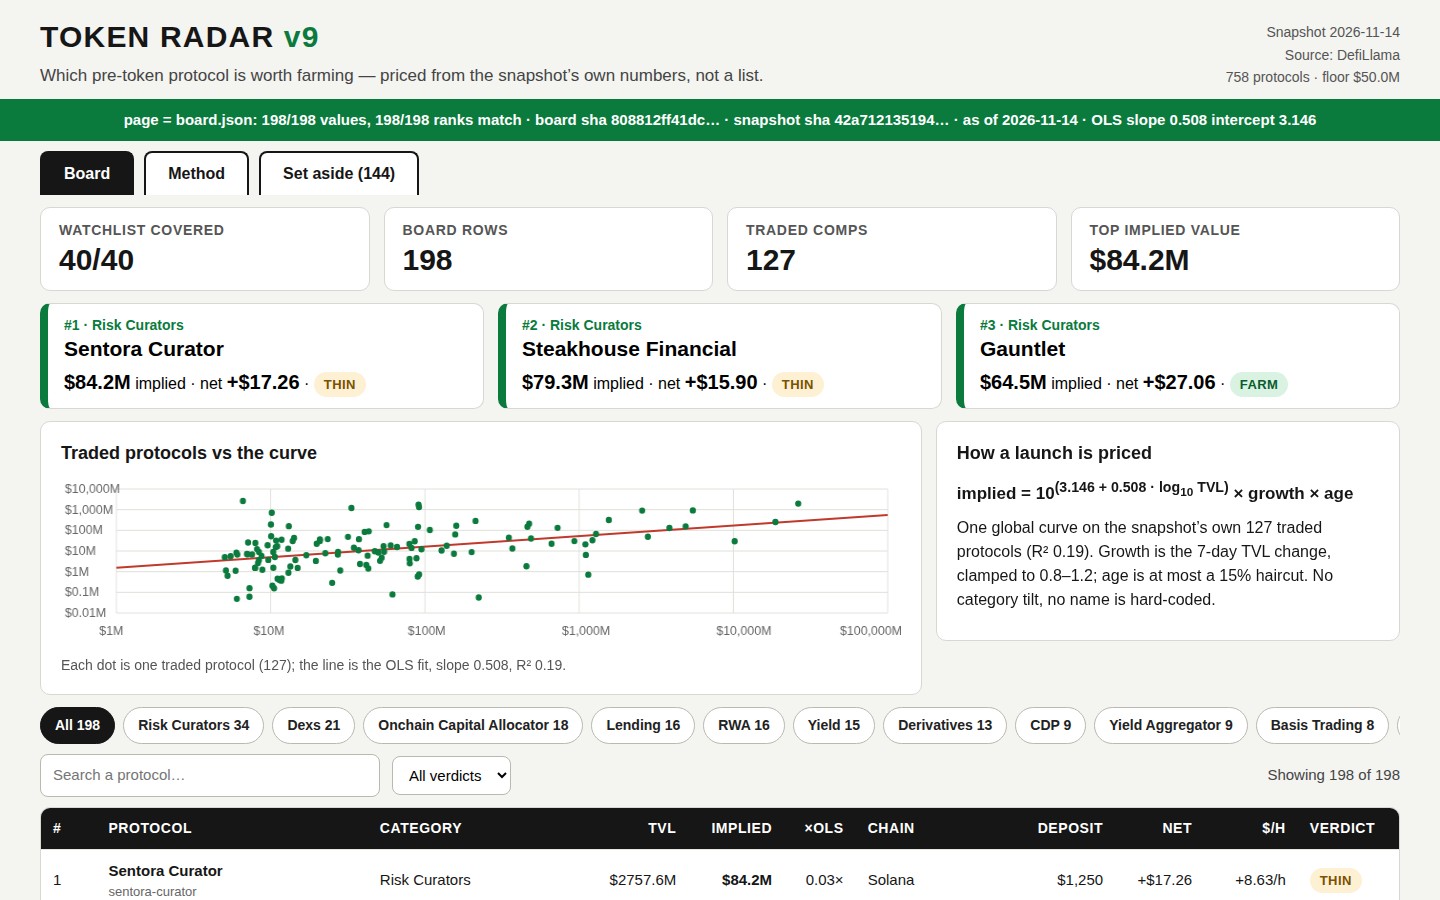 TOKEN RADAR v9
Which pre-token protocol is worth farming — priced from the snapshot’s own numbers, not a list.
Snapshot 2026-11-14
Source: DefiLlama
758 protocols · floor $50.0M
page = board.json: 198/198 values, 198/198 ranks match · board sha 808812ff41dc… · snapshot sha 42a712135194… · as of 2026-11-14 · OLS slope 0.508 intercept 3.146
Board
Method
Set aside (144)
WATCHLIST COVERED
40/40
BOARD ROWS
198
TRADED COMPS
127
TOP IMPLIED VALUE
$84.2M
#1 · Risk Curators
Sentora Curator
$84.2M implied · net +$17.26 · THIN
#2 · Risk Curators
Steakhouse Financial
$79.3M implied · net +$15.90 · THIN
#3 · Risk Curators
Gauntlet
$64.5M implied · net +$27.06 · FARM
Traded protocols vs the curve
$10,000M
$1,000M
$100M
$10M
$1M
$0.1M
$0.01M
$1M $10M $100M $1,000M $10,000M $100,000M
Each dot is one traded protocol (127); the line is the OLS fit, slope 0.508, R² 0.19.
How a launch is priced
implied = 10(3.146 + 0.508 · log10 TVL) × growth × age
One global curve on the snapshot’s own 127 traded
protocols (R² 0.19). Growth is the 7-day TVL change,
clamped to 0.8–1.2; age is at most a 15% haircut. No
category tilt, no name is hard-coded.
All 198 Risk Curators 34 Dexs 21 Onchain Capital Allocator 18 Lending 16 RWA 16 Yield 15 Derivatives 13 CDP 9 Yield Aggregator 9 Basis Trading 8
Search a protocol… All verdicts Showing 198 of 198
# PROTOCOL CATEGORY TVL IMPLIED ×OLS CHAIN DEPOSIT NET $/H VERDICT
1 Sentora Curator Risk Curators $2757.6M $84.2M 0.03× Solana $1,250 +$17.26 +8.63/h THIN
sentora-curator